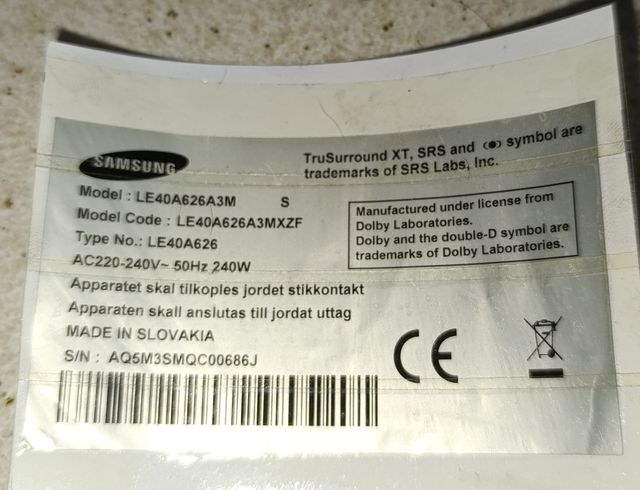 SAMSUNG
Model : LE40A626A3M S
Model Code : LE40A626A3MXZF
Type No.: LE40A626
AC220-240V~ 50Hz 240W
Apparatet skal tilkoples jordet stikkontakt
Apparaten skall anslutas till jordat uttag
MADE IN SLOVAKIA
S/N : AQ5M3SMQC00686J
TruSurround XT, SRS and (●) symbol are
trademarks of SRS Labs, Inc.
Manufactured under license from
Dolby Laboratories.
Dolby and the double-D symbol are
trademarks of Dolby Laboratories.
CE